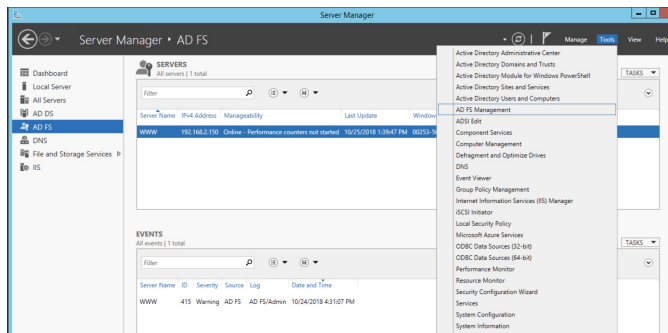 Server Manager
Server Manager • AD FS
Manage Tools View Help
Dashboard
Local Server
All Servers
AD DS
AD FS
DNS
File and Storage Services
IIS
SERVERS
All servers | 1 total
TASKS
Filter
Server Name IPv4 Address Manageability Last Update Window
WWW 192.168.2.150 Online - Performance counters not started 10/25/2018 1:39:47 PM 00253-50
EVENTS
All events | 1 total
TASKS
Filter
Server Name ID Severity Source Log Date and Time
WWW 415 Warning AD FS AD FS/Admin 10/24/2018 4:31:07 PM
Active Directory Administrative Center
Active Directory Domains and Trusts
Active Directory Module for Windows PowerShell
Active Directory Sites and Services
Active Directory Users and Computers
AD FS Management
ADSI Edit
Component Services
Computer Management
Defragment and Optimize Drives
DNS
Event Viewer
Group Policy Management
Internet Information Services (IIS) Manager
iSCSI Initiator
Local Security Policy
Microsoft Azure Services
ODBC Data Sources (32-bit)
ODBC Data Sources (64-bit)
Performance Monitor
Resource Monitor
Security Configuration Wizard
Services
System Configuration
System Information